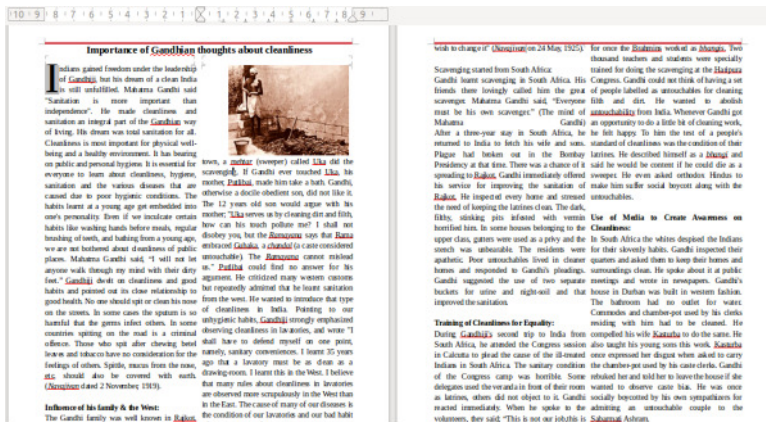 10 9 8 7 6 5 4 3 2 1 1 2 3 4 5 6 7 8 9
Importance of Gandhian thoughts about cleanliness
Indians gained freedom under the leadership
of Gandhiji, but his dream of a clean India
is still unfulfilled. Mahatma Gandhi said
"Sanitation is more important than
independence". He made cleanliness and
sanitation an integral part of the Gandhian way
of living. His dream was total sanitation for all.
Cleanliness is most important for physical well-
being and a healthy environment. It has bearing
on public and personal hygiene. It is essential for
everyone to learn about cleanliness, hygiene,
sanitation and the various diseases that are
caused due to poor hygienic conditions. The
habits learnt at a young age get embedded into
one's personality. Even if we inculcate certain
habits like washing hands before meals, regular
brushing of teeth, and bathing from a young age,
we are not bothered about cleanliness of public
places. Mahatma Gandhi said, "I will not let
anyone walk through my mind with their dirty
feet." Gandhiji dwelt on cleanliness and good
habits and pointed out its close relationship to
good health. No one should spit or clean his nose
on the streets. In some cases the sputum is so
harmful that the germs infect others. In some
countries spitting on the road is a criminal
offence. Those who spit after chewing betel
leaves and tobacco have no consideration for the
feelings of others. Spittle, mucus from the nose,
etc, should also be covered with earth.
(Navajivan dated 2 November, 1919).
Influence of his family & the West:
The Gandhi family was well known in Rajkot,
town, a mehtar (sweeper) called Uka did the
scavenging. If Gandhi ever touched Uka, his
mother, Putlibai, made him take a bath. Gandhi,
otherwise a docile obedient son, did not like it.
The 12 years old son would argue with his
mother; "Uka serves us by cleaning dirt and filth,
how can his touch pollute me? I shall not
disobey you, but the Ramayana says that Rama
embraced Guhaka, a chandal (a caste considered
untouchable). The Ramayana cannot mislead
us." Putlibai could find no answer for his
argument. He criticized many western customs
but repeatedly admitted that he learnt sanitation
from the west. He wanted to introduce that type
of cleanliness in India. Pointing to our
unhygienic habits, Gandhiji strongly emphasized
observing cleanliness in lavatories, and wrote "I
shall have to defend myself on one point,
namely, sanitary conveniences. I learnt 35 years
ago that a lavatory must be as clean as a
drawing-room. I learnt this in the West. I believe
that many rules about cleanliness in lavatories
are observed more scrupulously in the West than
in the East. The cause of many of our diseases is
the condition of our lavatories and our bad habit
wish to change it" (Navajivan on 24 May, 1925).
Scavenging started from South Africa:
Gandhi learnt scavenging in South Africa. His
friends there lovingly called him the great
scavenger. Mahatma Gandhi said, "Everyone
must be his own scavenger." (The mind of
Mahatma Gandhi)
After a three-year stay in South Africa, he
returned to India to fetch his wife and sons.
Plague had broken out in the Bombay
Presidency at that time. There was a chance of it
spreading to Rajkot. Gandhi immediately offered
his service for improving the sanitation of
Rajkot. He inspected every home and stressed
the need of keeping the latrines clean. The dark,
filthy, stinking pits infested with vermin
horrified him. In some houses belonging to the
upper class, gutters were used as a privy and the
stench was unbearable. The residents were
apathetic. Poor untouchables lived in cleaner
homes and responded to Gandhi's pleadings.
Gandhi suggested the use of two separate
buckets for urine and night-soil and that
improved the sanitation.
Training of Cleanliness for Equality:
During Gandhiji's second trip to India from
South Africa, he attended the Congress session
in Calcutta to plead the cause of the ill-treated
Indians in South Africa. The sanitary condition
of the Congress camp was horrible. Some
delegates used the veranda in front of their room
as latrines, others did not object to it. Gandhi
reacted immediately. When he spoke to the
volunteers, they said, "This is not our job, this is
for once the Brahmins worked as bhangis. Two
thousand teachers and students were specially
trained for doing the scavenging at the Haripura
Congress. Gandhi could not think of having a set
of people labelled as untouchables for cleaning
filth and dirt. He wanted to abolish
untouchability from India. Whenever Gandhi got
an opportunity to do a little bit of cleaning work,
he felt happy. To him the test of a people's
standard of cleanliness was the condition of their
latrines. He described himself as a bhangi and
said he would be content if he could die as a
sweeper. He even asked orthodox Hindus to
make him suffer social boycott along with the
untouchables.
Use of Media to Create Awareness on
Cleanliness:
In South Africa the whites despised the Indians
for their slovenly habits. Gandhi inspected their
quarters and asked them to keep their homes and
surroundings clean. He spoke about it at public
meetings and wrote in newspapers. Gandhi's
house in Durban was built in western fashion.
The bathroom had no outlet for water.
Commodes and chamber-pot used by his clerks
residing with him had to be cleaned. He
compelled his wife Kasturba to do the same. He
also taught his young sons this work. Kasturba
once expressed her disgust when asked to carry
the chamber-pot used by his caste clerks. Gandhi
rebuked her and told her to leave the house if she
wanted to observe caste bias. He was once
socially boycotted by his own sympathizers for
admitting an untouchable couple to the
Sabarmati Ashram.